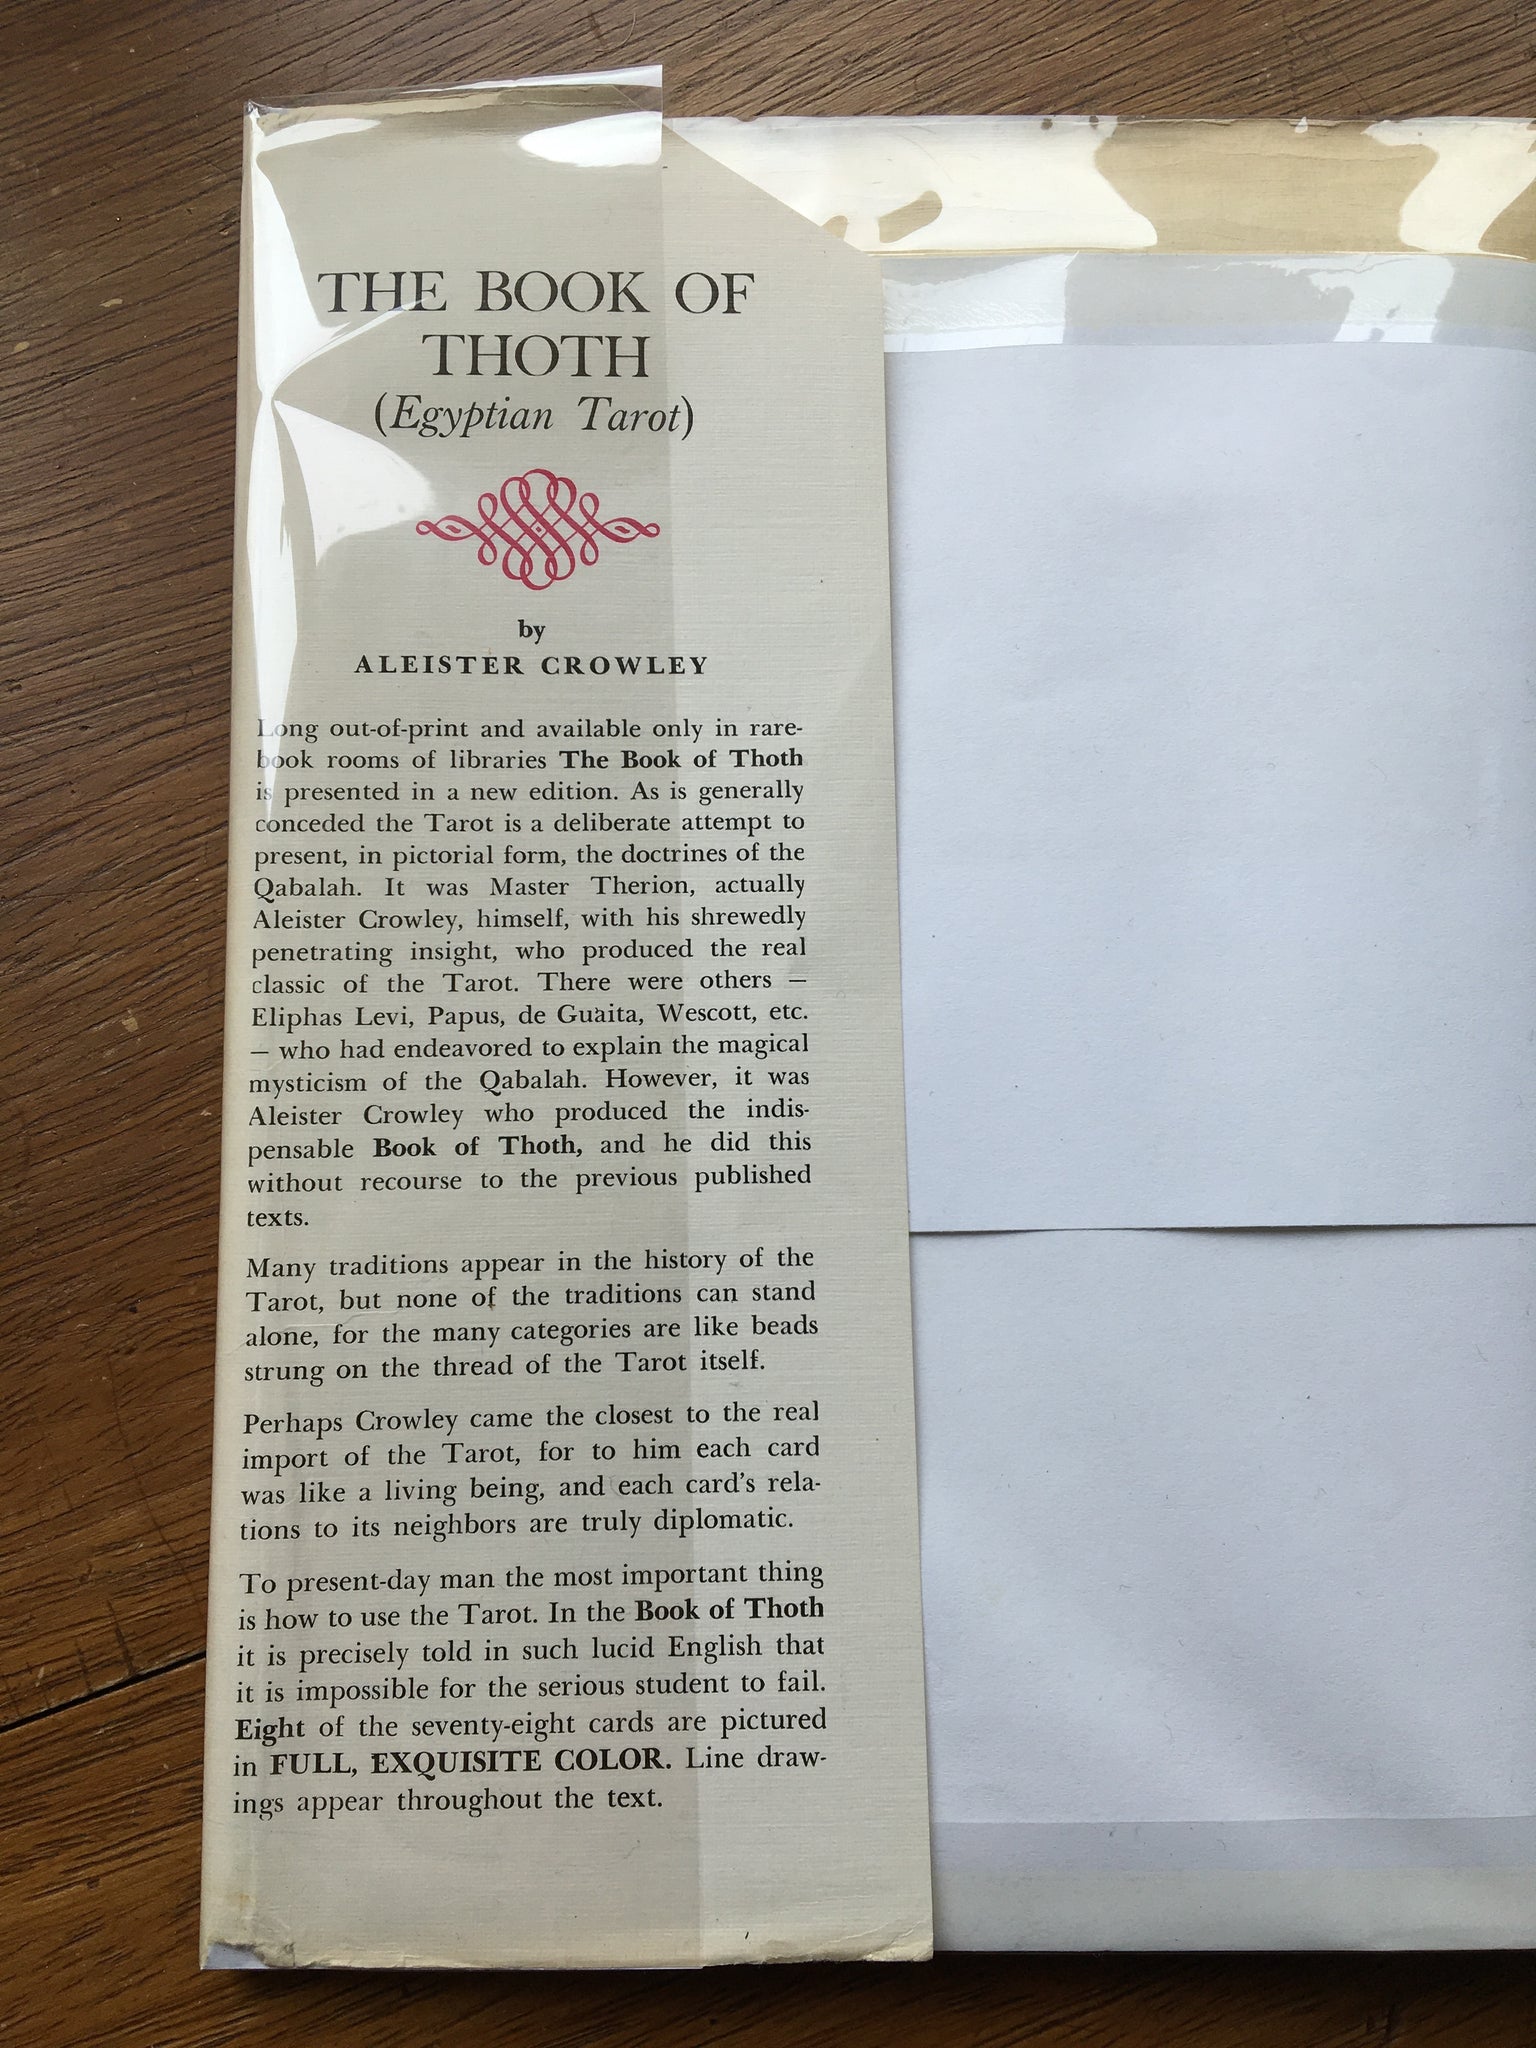 THE BOOK OF
THOTH
(Egyptian Tarot)
by
ALEISTER CROWLEY
Long out-of-print and available only in rare-
book rooms of libraries The Book of Thoth
is presented in a new edition. As is generally
conceded the Tarot is a deliberate attempt to
present, in pictorial form, the doctrines of the
Qabalah. It was Master Therion, actually
Aleister Crowley, himself, with his shrewedly
penetrating insight, who produced the real
classic of the Tarot. There were others —
Eliphas Levi, Papus, de Guaita, Wescott, etc.
— who had endeavored to explain the magical
mysticism of the Qabalah. However, it was
Aleister Crowley who produced the indis-
pensable Book of Thoth, and he did this
without recourse to the previous published
texts.
Many traditions appear in the history of the
Tarot, but none of the traditions can stand
alone, for the many categories are like beads
strung on the thread of the Tarot itself.
Perhaps Crowley came the closest to the real
import of the Tarot, for to him each card
was like a living being, and each card's rela-
tions to its neighbors are truly diplomatic.
To present-day man the most important thing
is how to use the Tarot. In the Book of Thoth
it is precisely told in such lucid English that
it is impossible for the serious student to fail.
Eight of the seventy-eight cards are pictured
in FULL, EXQUISITE COLOR. Line draw-
ings appear throughout the text.